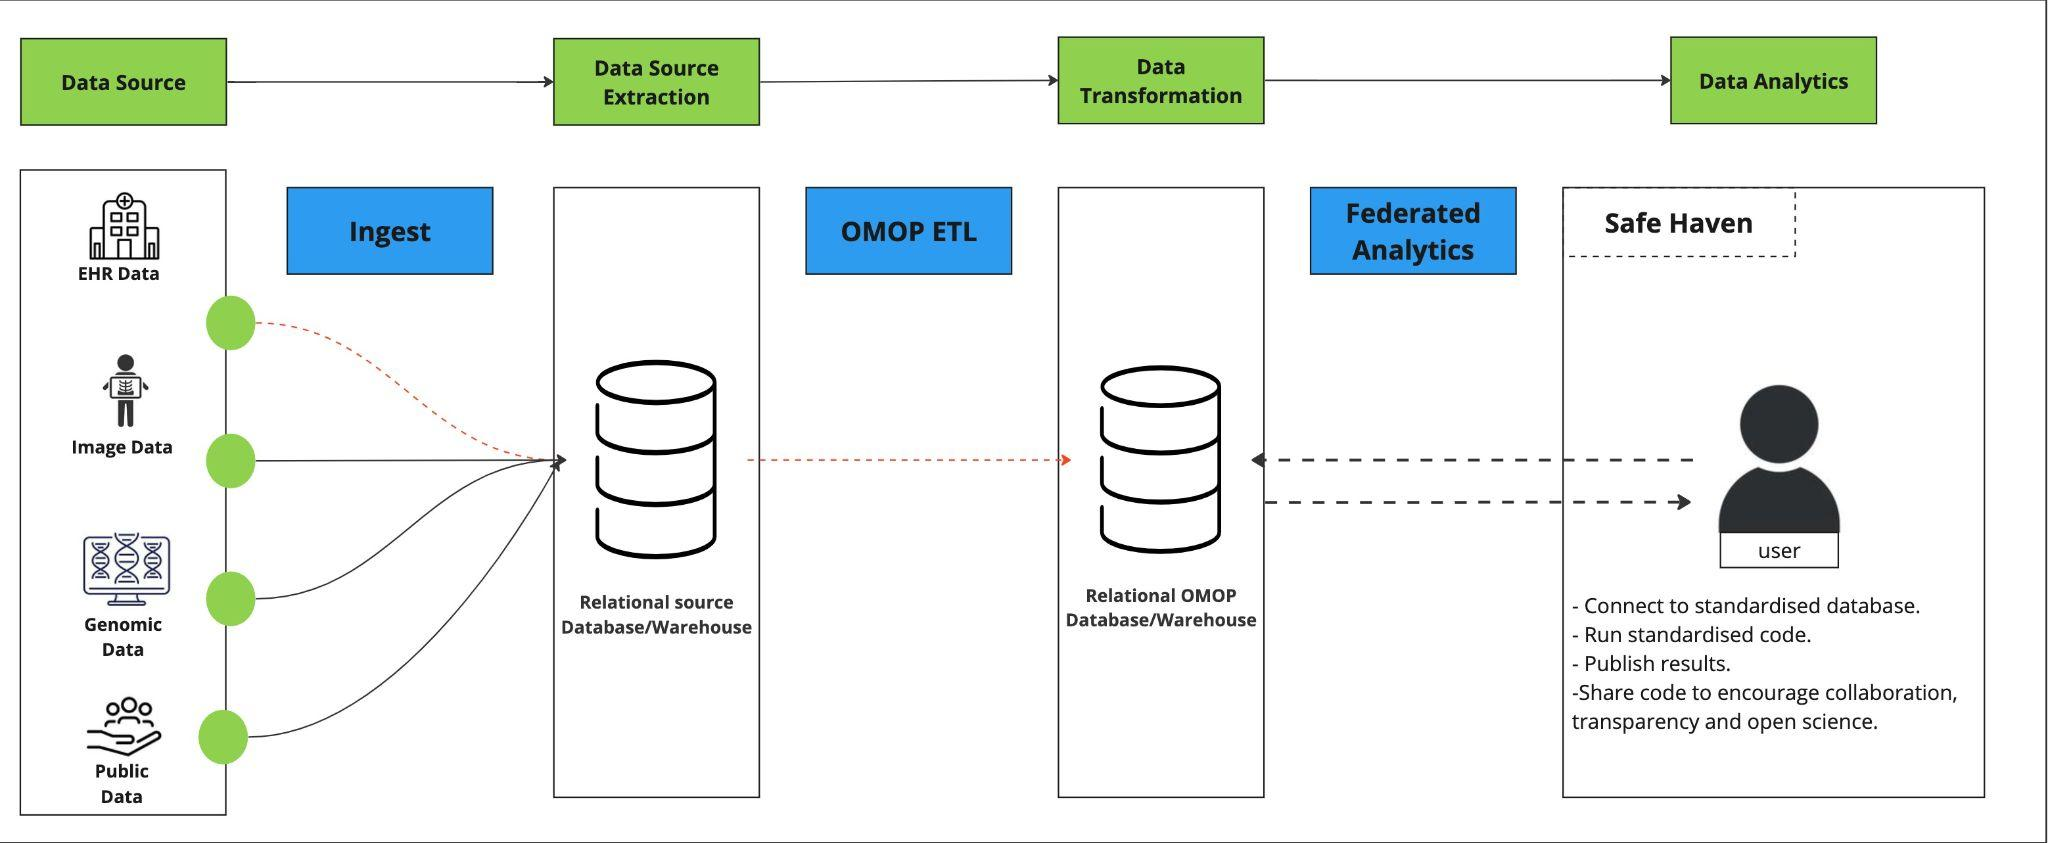 Data Source
Data Source
Extraction
Data
Transformation
Data Analytics
EHR Data
Image Data
Genomic
Data
Public
Data
Ingest
Relational source
Database/Warehouse
OMOP ETL
Relational OMOP
Database/Warehouse
Federated
Analytics
Safe Haven
user
- Connect to standardised database.
- Run standardised code.
- Publish results.
-Share code to encourage collaboration,
transparency and open science.